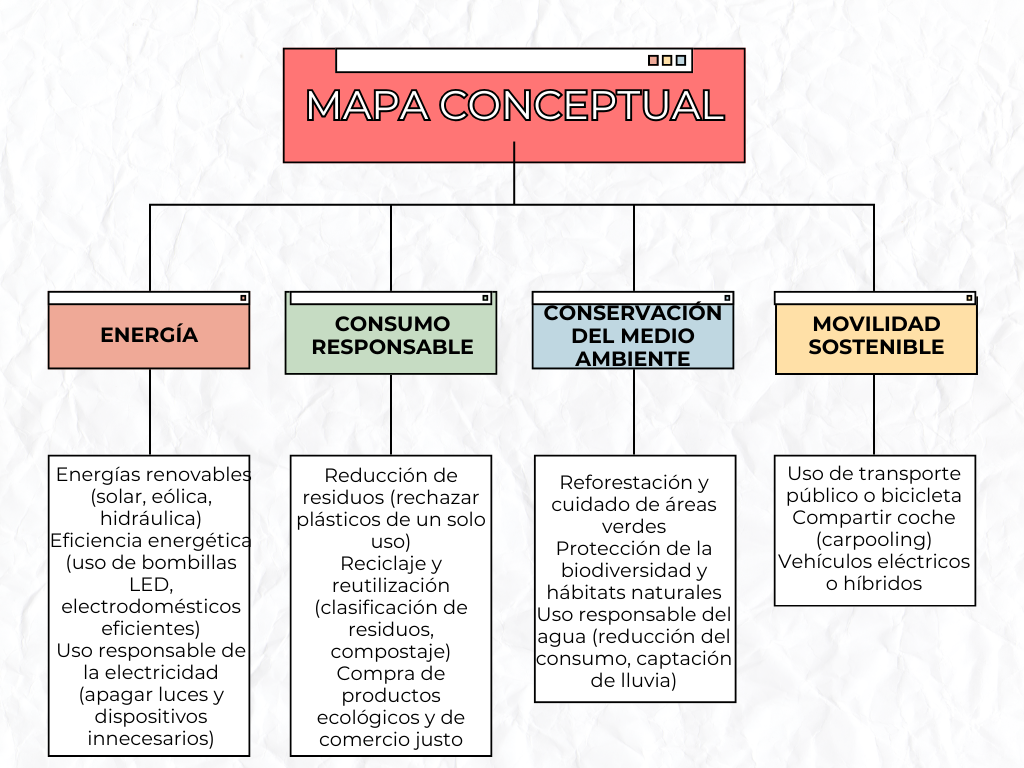 MAPA CONCEPTUAL
ENERGÍA
CONSUMO
RESPONSABLE
CONSERVACIÓN
DEL MEDIO
AMBIENTE
MOVILIDAD
SOSTENIBLE
Energías renovables
(solar, eólica,
hidráulica)
Eficiencia energética
(uso de bombillas
LED,
electrodomésticos
eficientes)
Uso responsable de
la electricidad
(apagar luces y
dispositivos
innecesarios)
Reducción de
residuos (rechazar
plásticos de un solo
uso)
Reciclaje y
reutilización
(clasificación de
residuos,
compostaje)
Compra de
productos
ecológicos y de
comercio justo
Reforestación y
cuidado de áreas
verdes
Protección de la
biodiversidad y
hábitats naturales
Uso responsable del
agua (reducción del
consumo, captación
de lluvia)
Uso de transporte
público o bicicleta
Compartir coche
(carpooling)
Vehículos eléctricos
o híbridos